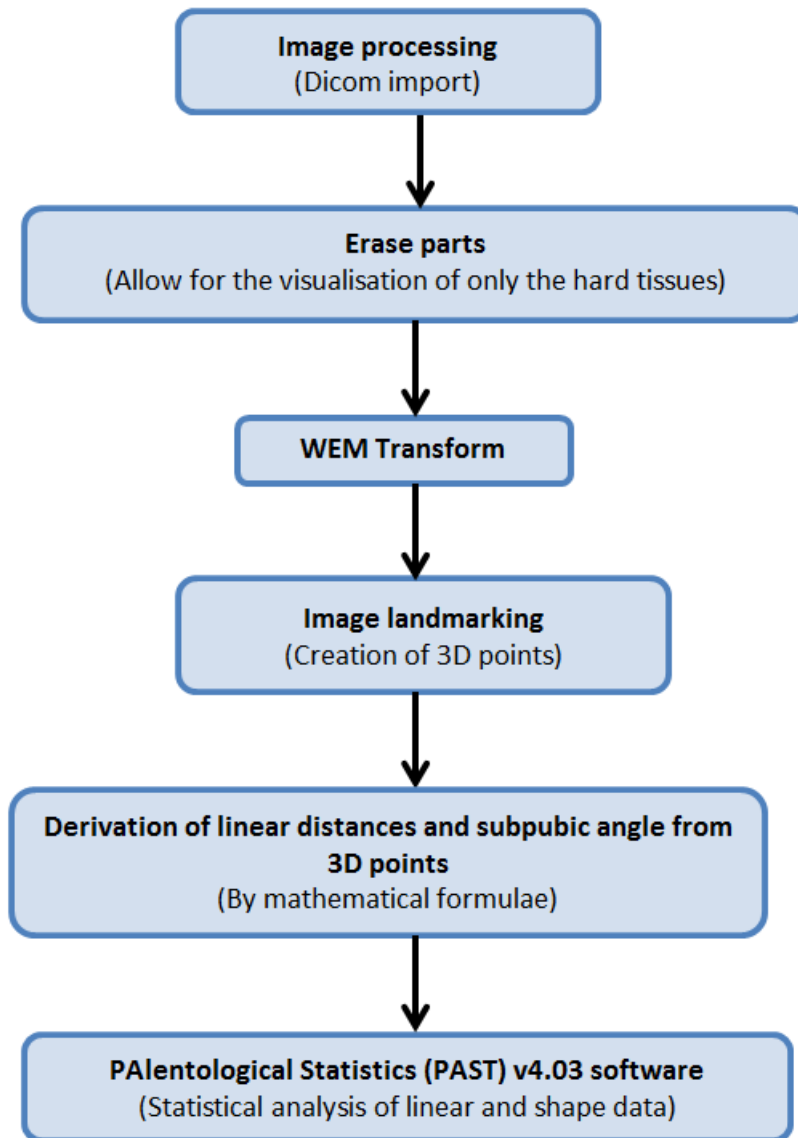 Image processing
(Dicom import)
Erase parts
(Allow for the visualisation of only the hard tissues)
WEM Transform
Image landmarking
(Creation of 3D points)
Derivation of linear distances and subpubic angle from
3D points
(By mathematical formulae)
PAlentological Statistics (PAST) v4.03 software
(Statistical analysis of linear and shape data)